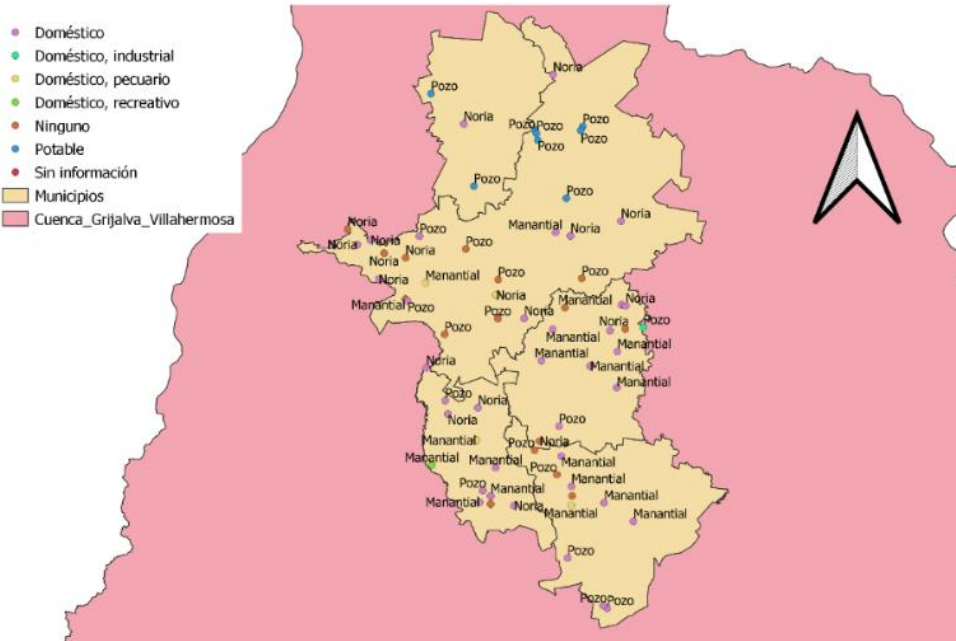 Doméstico
Doméstico, industrial
Doméstico, pecuario
Doméstico, recreativo
Ninguno
Potable
Sin información
Municipios
Cuenca_Grijalva_Villahermosa
Noria
Pozo
Noria
Pozo Pozo Pozo
Pozo
Pozo
Pozo
Pozo
Noria
Noria
Manantial Noria
Pozo
Noria Noria
Pozo
Noria
Noria
Noria
Manantial
Pozo
Pozo
Noria
Manantial
Pozo
Manantial
Noria
Pozo
Noria
Noria
Pozo
Pozo
Manantial
Manantial
Noria
Manantial
Manantial
Manantial
Pozo
Noria
Noria
Pozo
Manantial
Pozo
Noria
Manantial
Manantial
Manantial
Pozo
Manantial
Pozo
Manantial
Manantial
Noria
Manantial
Manantial
Manantial
Pozo
Pozo Pozo